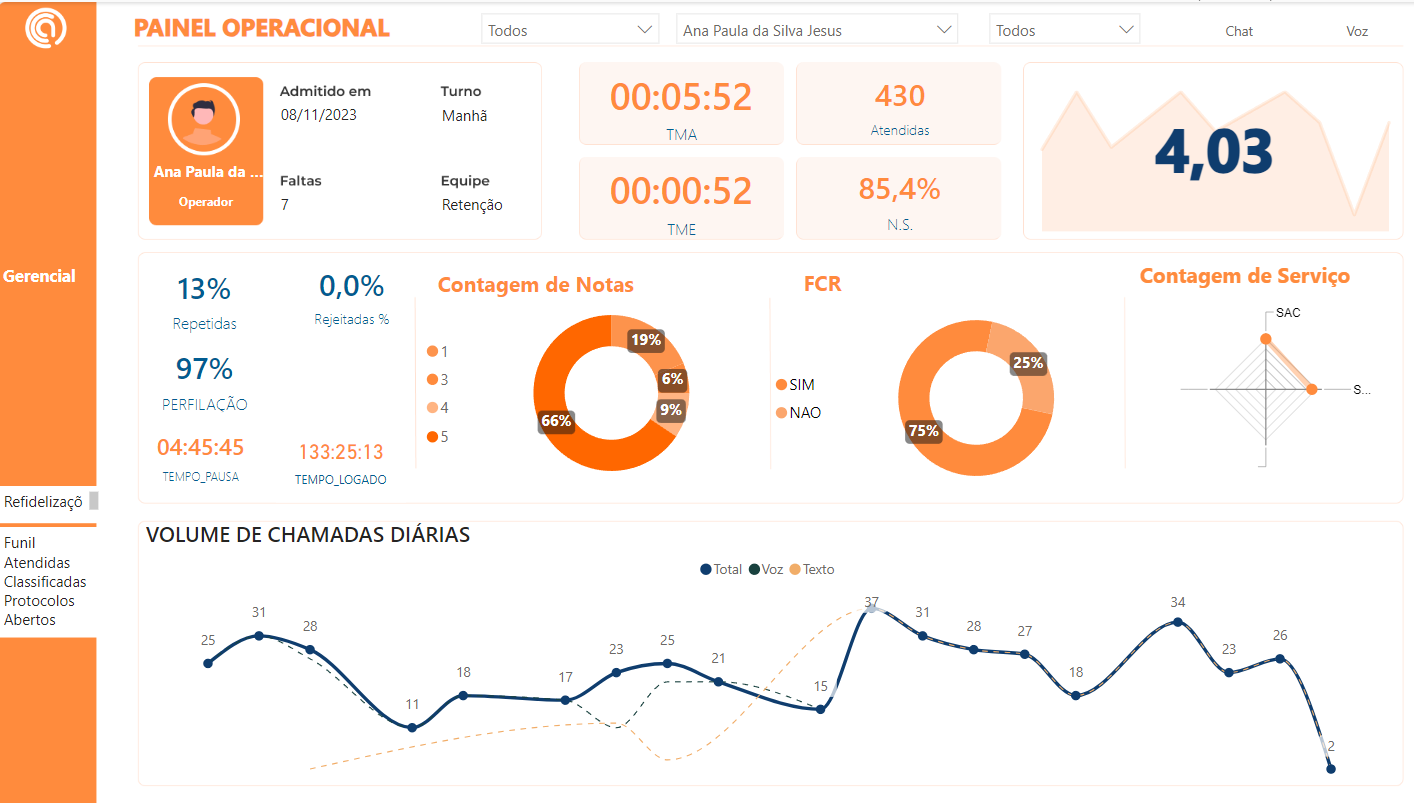 PAINEL OPERACIONAL
Todos
Ana Paula da Silva Jesus
Todos
Chat
Voz
Ana Paula da ...
Operador
Admitido em
08/11/2023
Turno
Manhã
Faltas
7
Equipe
Retenção
00:05:52
TMA
430
Atendidas
00:00:52
TME
85,4%
N.S.
4,03
Gerencial
Refidelizaçõ
Funil
Atendidas
Classificadas
Protocolos
Abertos
13%
Repetidas
0,0%
Rejeitadas %
97%
PERFILAÇÃO
04:45:45
TEMPO_PAUSA
133:25:13
TEMPO_LOGADO
Contagem de Notas
1
3
4
5
19%
6%
9%
66%
FCR
SIM
NAO
25%
75%
Contagem de Serviço
SAC
S...
VOLUME DE CHAMADAS DIÁRIAS
Total Voz Texto
25
31
28
11
18
17
23
25
21
15
37
31
28
27
18
34
23
26
2